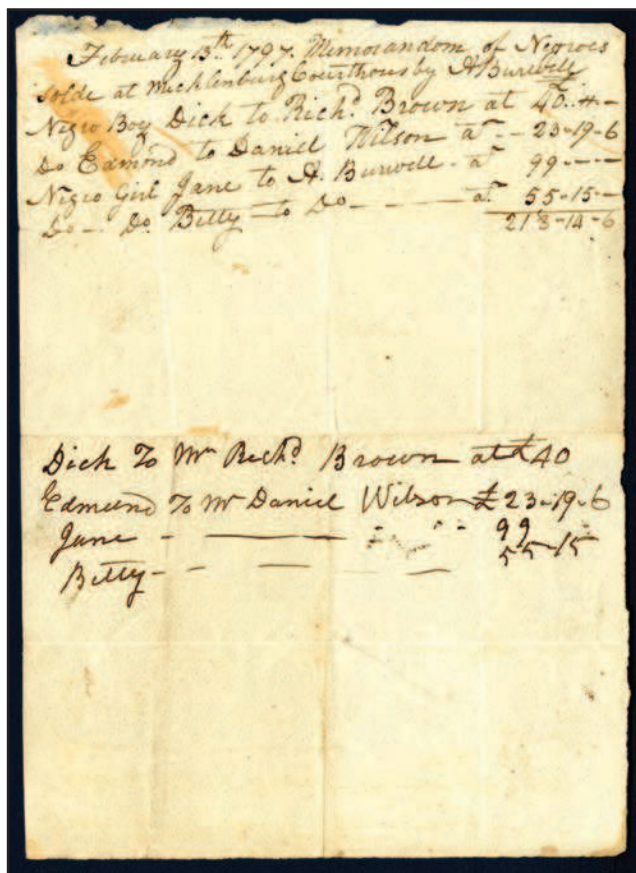 February 13th. 1797. Memorandom of Negroes
solde at Mecklenburg Courthous by A Burwell
Negro Boy Dick to Richd. Brown at 40..
Do Edmond to Daniel Wilson at -- 23-19-6
Negro Girl Jane to A. Burwell - at 99 ----
Do -- Do. Betty - to Do ---- at. 55-15-
218-14-6
Dick To Mr Richd. Brown at £40
Edmund To Mr Daniel Wilson £23-19-6
Jane - —— - - - 99 --
Betty - - — — — 55-15